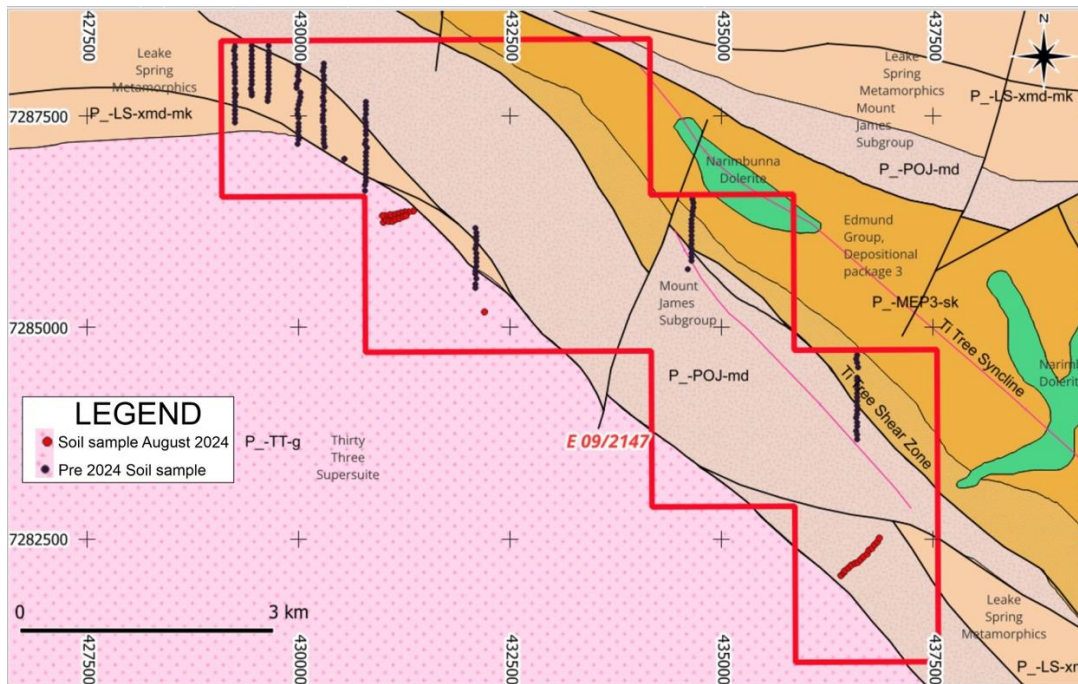 427500
430000
432500
435000
437500
N
Leake
Spring
Metamorphics
P_-LS-xmd-mk
Leake
Spring
Metamorphics
Mount
James
Subgroup
P_-LS-xmd-mk
P_-POJ-md
7287500
Narimbunna
Dolerite
Edmund
Group,
Depositional
package 3
P_-MEP3-sk
Mount
James
Subgroup
7285000
Ti Tree Syncline
P_-POJ-md
Ti Tree Shear Zone
LEGEND
Soil sample August 2024
Pre 2024 Soil sample
P_-TT-g
Thirty
Three
Supersuite
E 09/2147
7282500
0
3 km
Leake
Spring
Metamorphics
427500
430000
432500
435000
437500